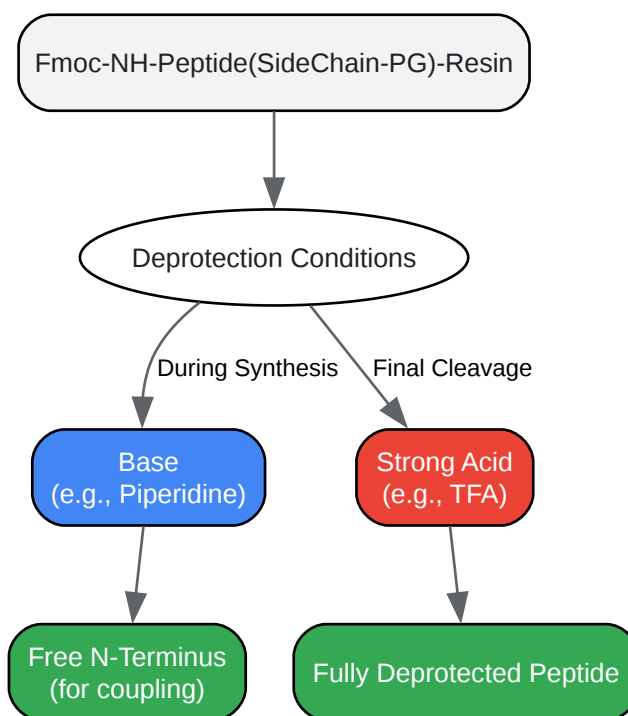 Fmoc-NH-Peptide(SideChain-PG)-Resin
Deprotection Conditions
During Synthesis
Final Cleavage
Base
(e.g., Piperidine)
Strong Acid
(e.g., TFA)
Free N-Terminus
(for coupling)
Fully Deprotected Peptide